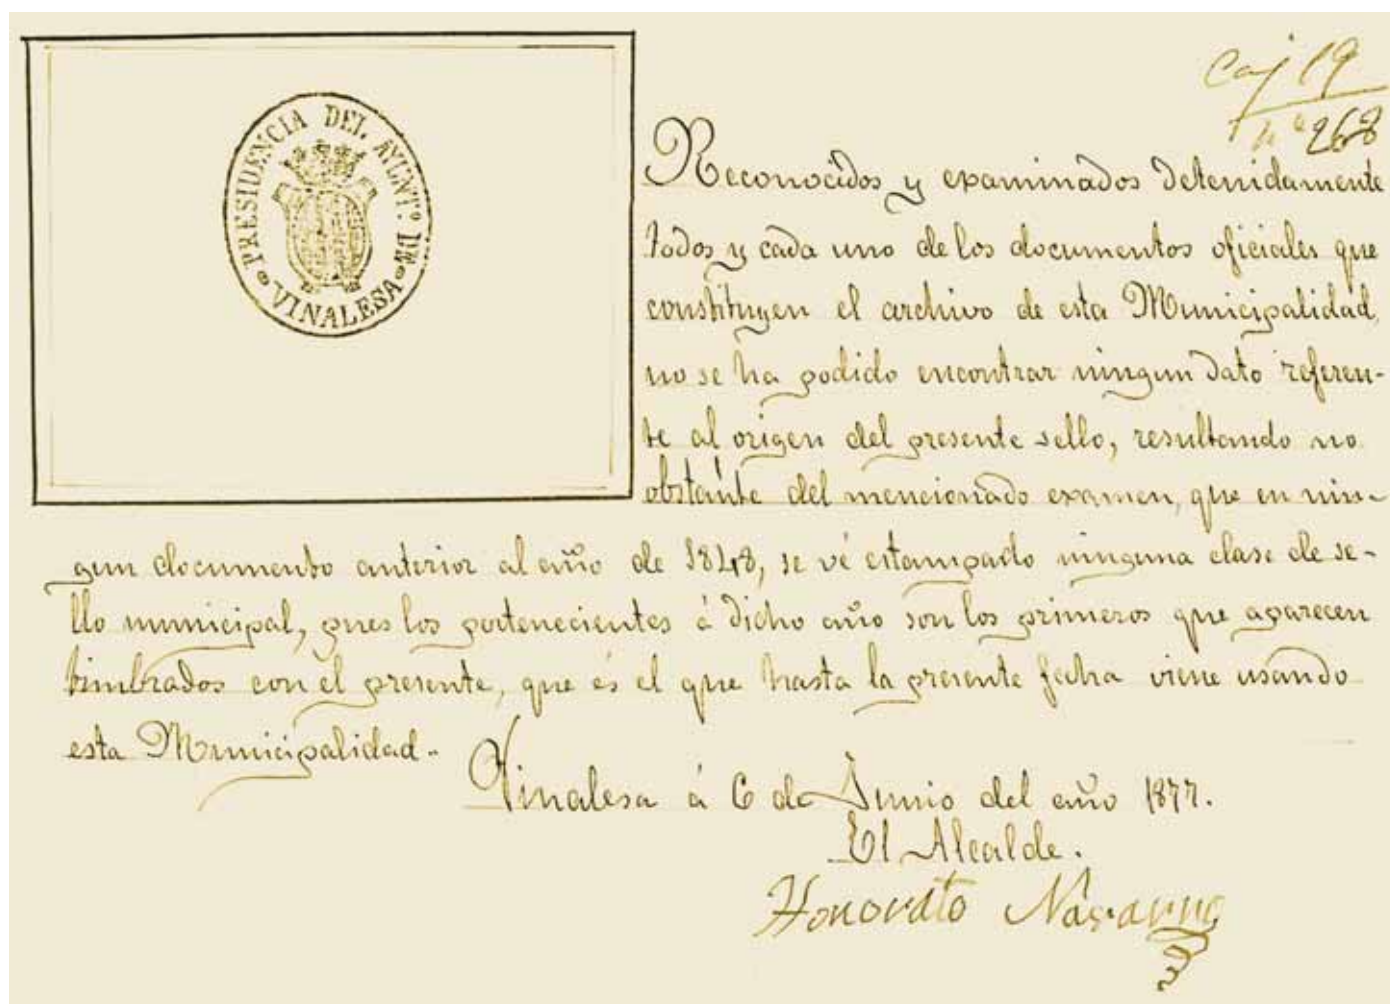 PRESIDENCIA DEL AYUNT.º DE
VINALESA
Caj 19
nº 268
Reconocidos y examinados detenidamente
todos y cada uno de los documentos oficiales que
constituyen el archivo de esta Municipalidad,
no se ha podido encontrar ningun dato referen-
te al origen del presente sello, resultando no
obstante del mencionado examen, que en nin-
gun documento anterior al año de 1848, se vé estampado ninguna clase de se-
llo municipal, pues los pertenecientes á dicho año son los primeros que aparecen
timbrados con el presente, que és el que hasta la presente fecha viene usando
esta Municipalidad.
Vinalesa á 6 de Junio del año 1877.
El Alcalde.
Honorato Navarro